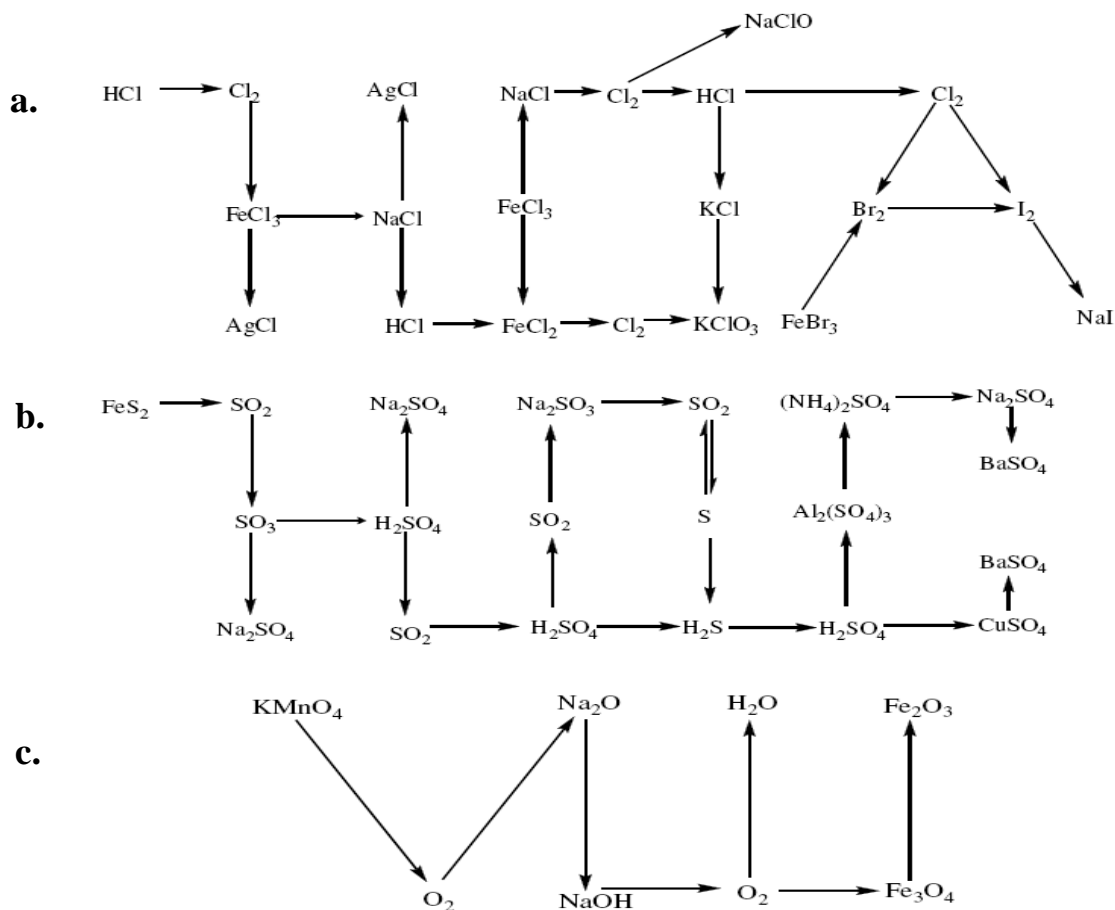 NaClO
a. HCl Cl₂ AgCl NaCl Cl₂ HCl Cl₂
FeCl₃ NaCl FeCl₃ KCl Br₂ I₂
AgCl HCl FeCl₂ Cl₂ KClO₃ FeBr₃ NaI
b. FeS₂ SO₂ Na₂SO₄ Na₂SO₃ SO₂ (NH₄)₂SO₄ Na₂SO₄
BaSO₄
SO₃ H₂SO₄ SO₂ S Al₂(SO₄)₃
BaSO₄
Na₂SO₄ SO₂ H₂SO₄ H₂S H₂SO₄ CuSO₄
KMnO₄ Na₂O H₂O Fe₂O₃
c.
O₂ NaOH O₂ Fe₃O₄